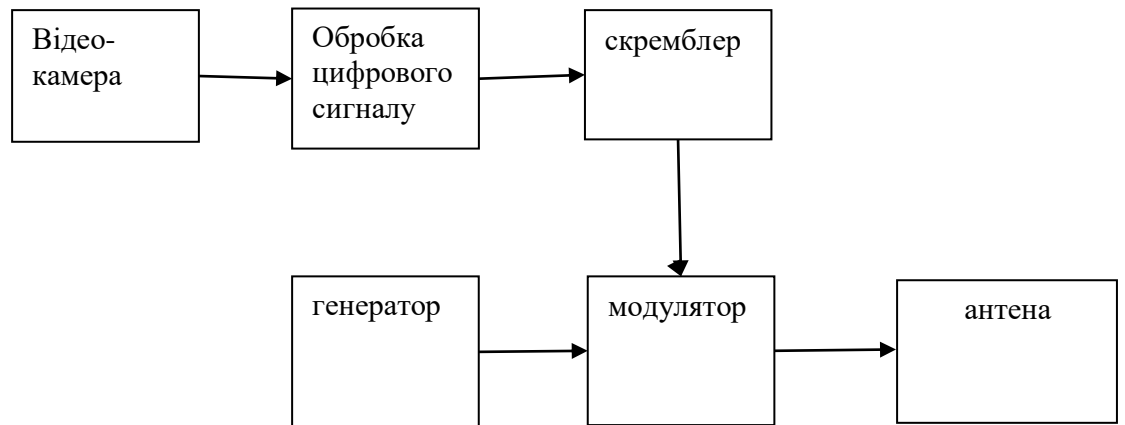 Відео-
камера
Обробка
цифрового
сигналу
скремблер
генератор
модулятор
антена